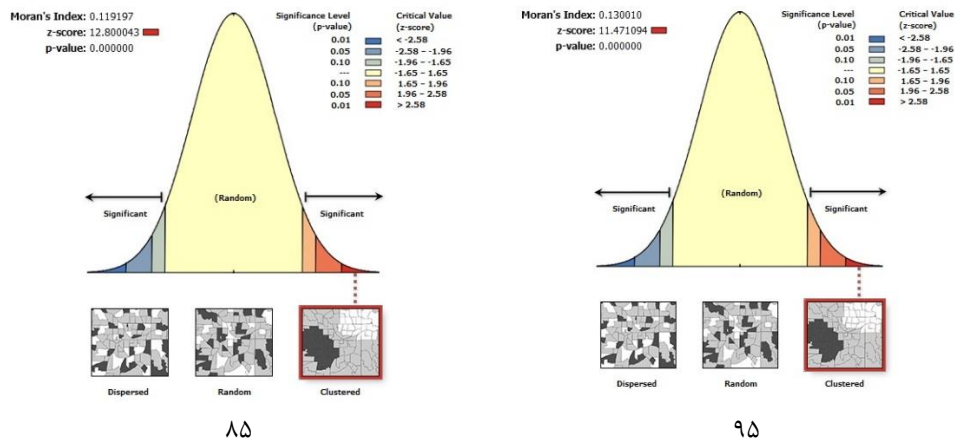 Moran's Index: 0.119197
z-score: 12.800043
p-value: 0.000000
Significance Level (p-value)
Critical Value (z-score)
0.01 < -2.58
0.05 -2.58 – -1.96
0.10 -1.96 – -1.65
--- -1.65 – 1.65
0.10 1.65 – 1.96
0.05 1.96 – 2.58
0.01 > 2.58
(Random)
Significant
Significant
Dispersed
Random
Clustered
۸۵
Moran's Index: 0.130010
z-score: 11.471094
p-value: 0.000000
Significance Level (p-value)
Critical Value (z-score)
0.01 < -2.58
0.05 -2.58 – -1.96
0.10 -1.96 – -1.65
--- -1.65 – 1.65
0.10 1.65 – 1.96
0.05 1.96 – 2.58
0.01 > 2.58
(Random)
Significant
Significant
Dispersed
Random
Clustered
۹۵